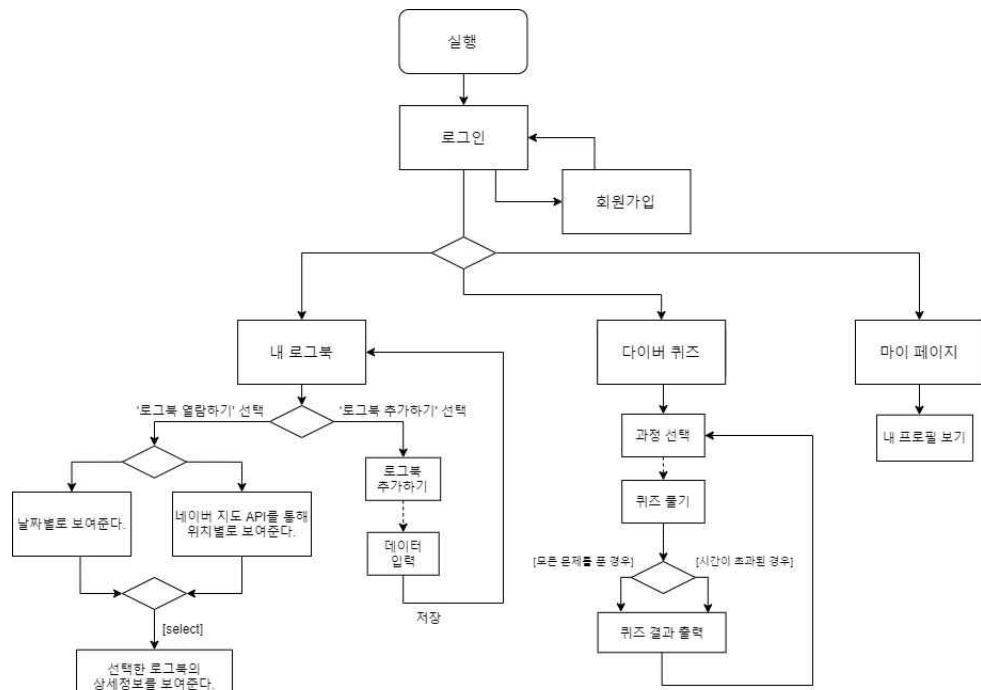 실행
로그인
회원가입
내 로그북
다이버 퀴즈
마이 페이지
'로그북 열람하기' 선택
'로그북 추가하기' 선택
과정 선택
내 프로필 보기
로그북
추가하기
날짜별로 보여준다.
네이버 지도 API를 통해
위치별로 보여준다.
퀴즈 풀기
데이터
입력
[모든 문제를 푼 경우]
[시간이 초과된 경우]
저장
[select]
퀴즈 결과 출력
선택한 로그북의
상세정보를 보여준다.